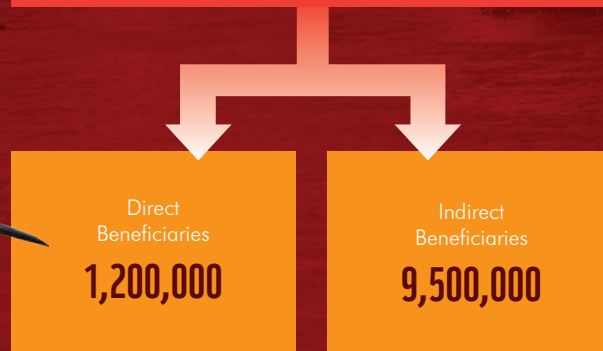 Direct
Beneficiaries
1,200,000
Indirect
Beneficiaries
9,500,000